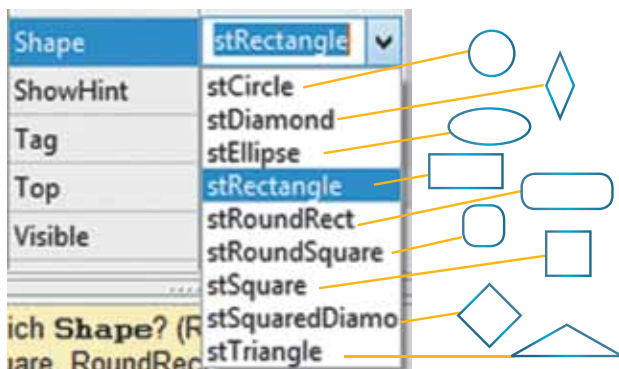 Shape stRectangle
ShowHint stCircle
stDiamond
Tag stEllipse
Top stRectangle
stRoundRect
Visible stRoundSquare
stSquare
ich Shape? (R stSquaredDiamo
uare, RoundRec stTriangle